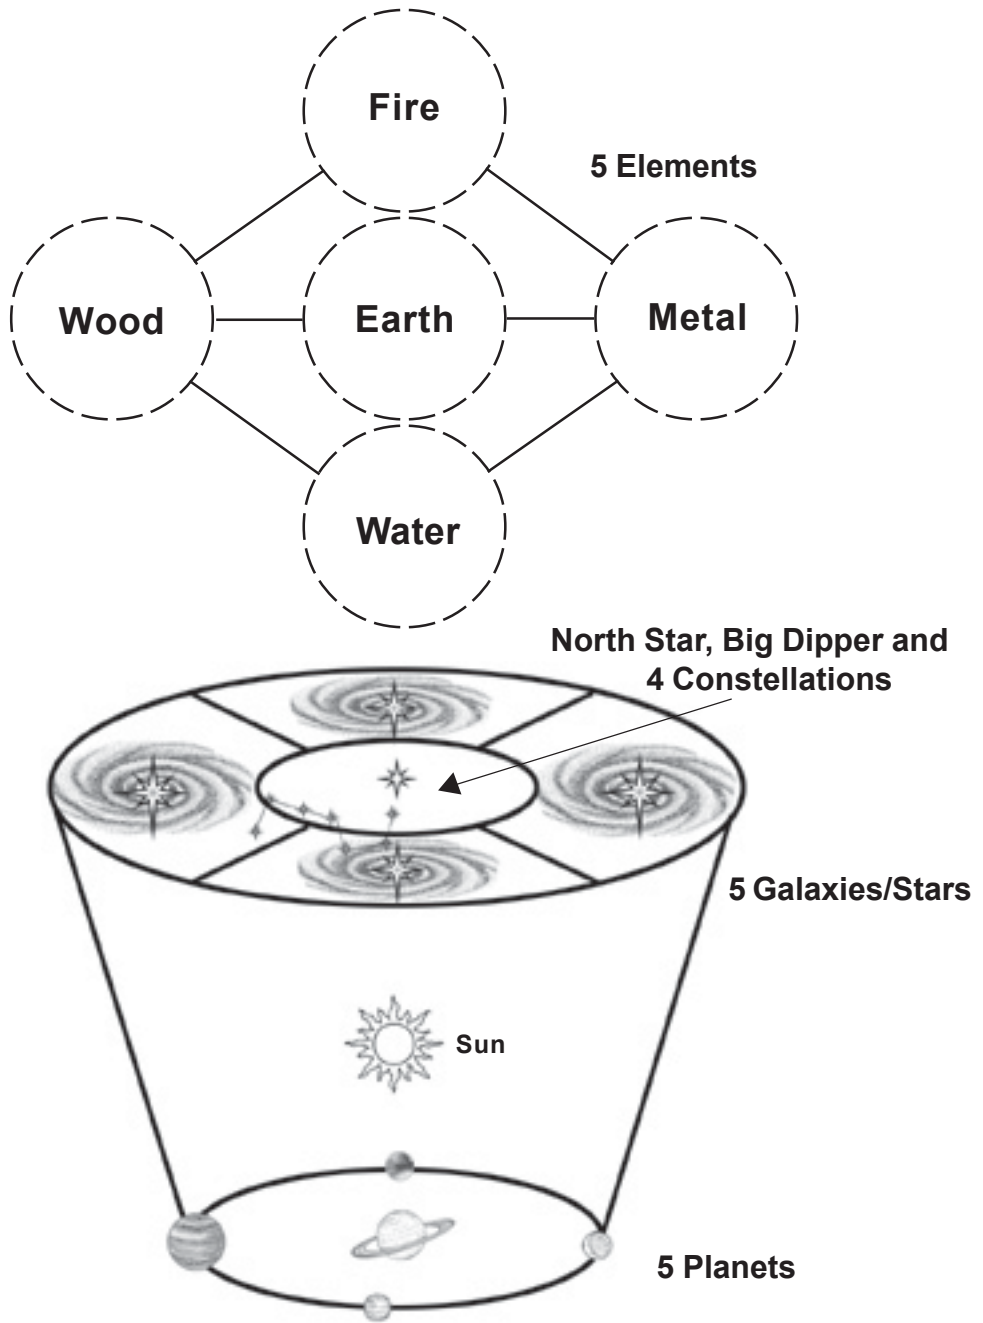 Fire
5 Elements
Wood
Earth
Metal
Water
North Star, Big Dipper and
4 Constellations
5 Galaxies/Stars
Sun
5 Planets